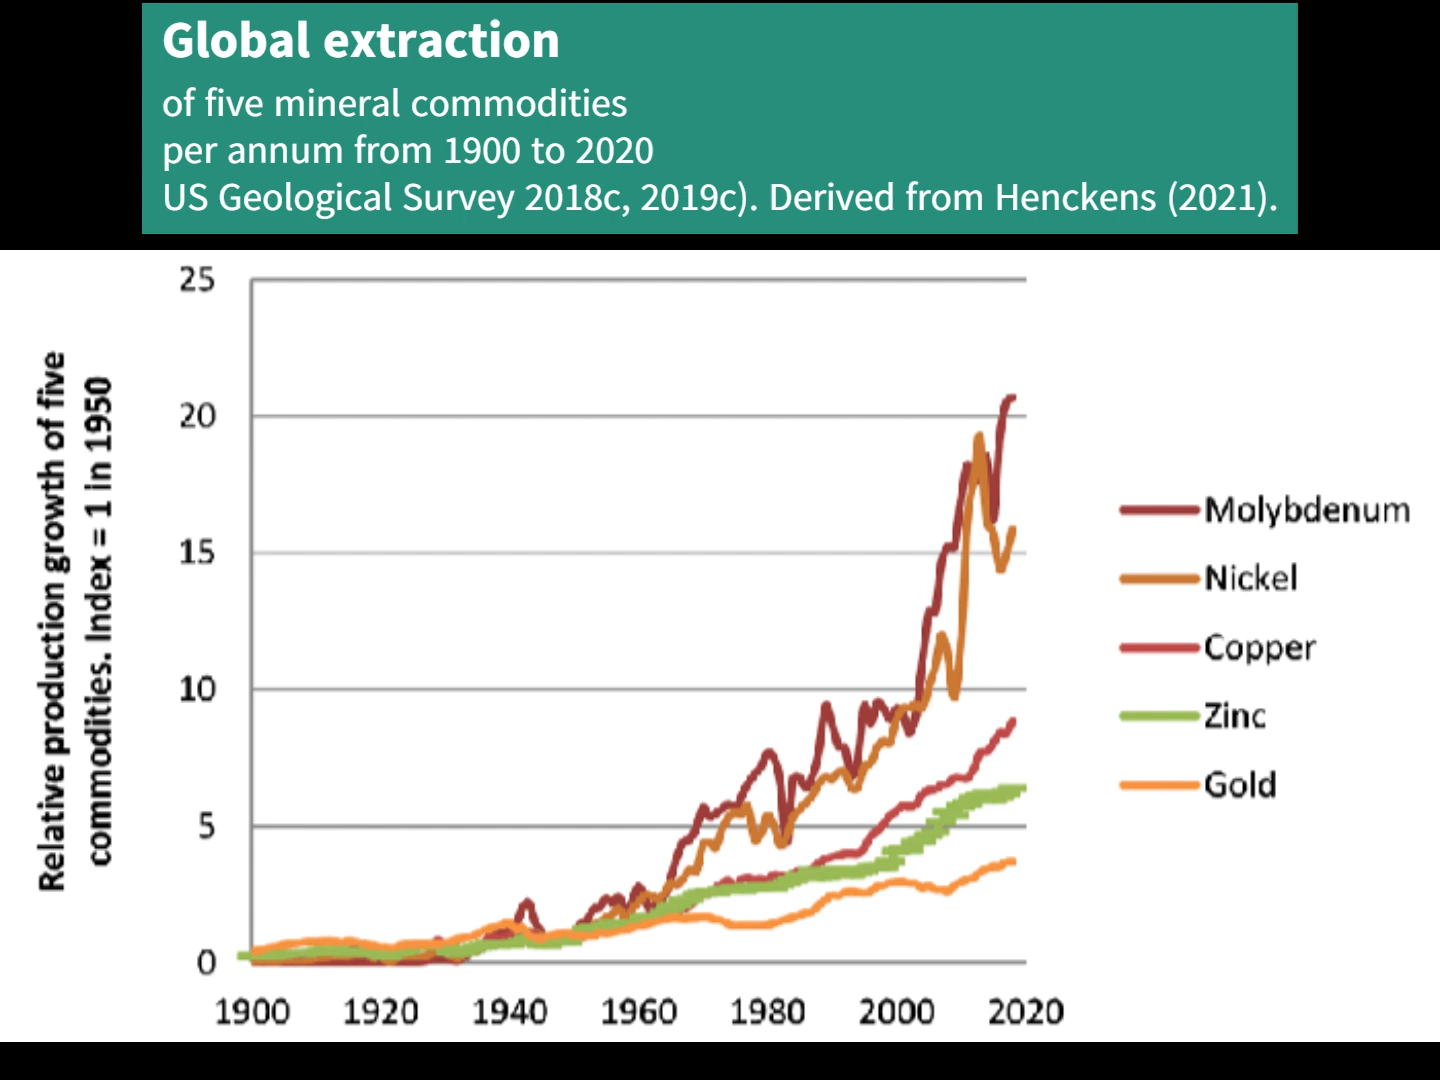 Global extraction
of five mineral commodities
per annum from 1900 to 2020
US Geological Survey 2018c, 2019c). Derived from Henckens (2021).
Relative production growth of five
commodities. Index = 1 in 1950
25
20
15
10
5
0
1900 1920 1940 1960 1980 2000 2020
Molybdenum
Nickel
Copper
Zinc
Gold